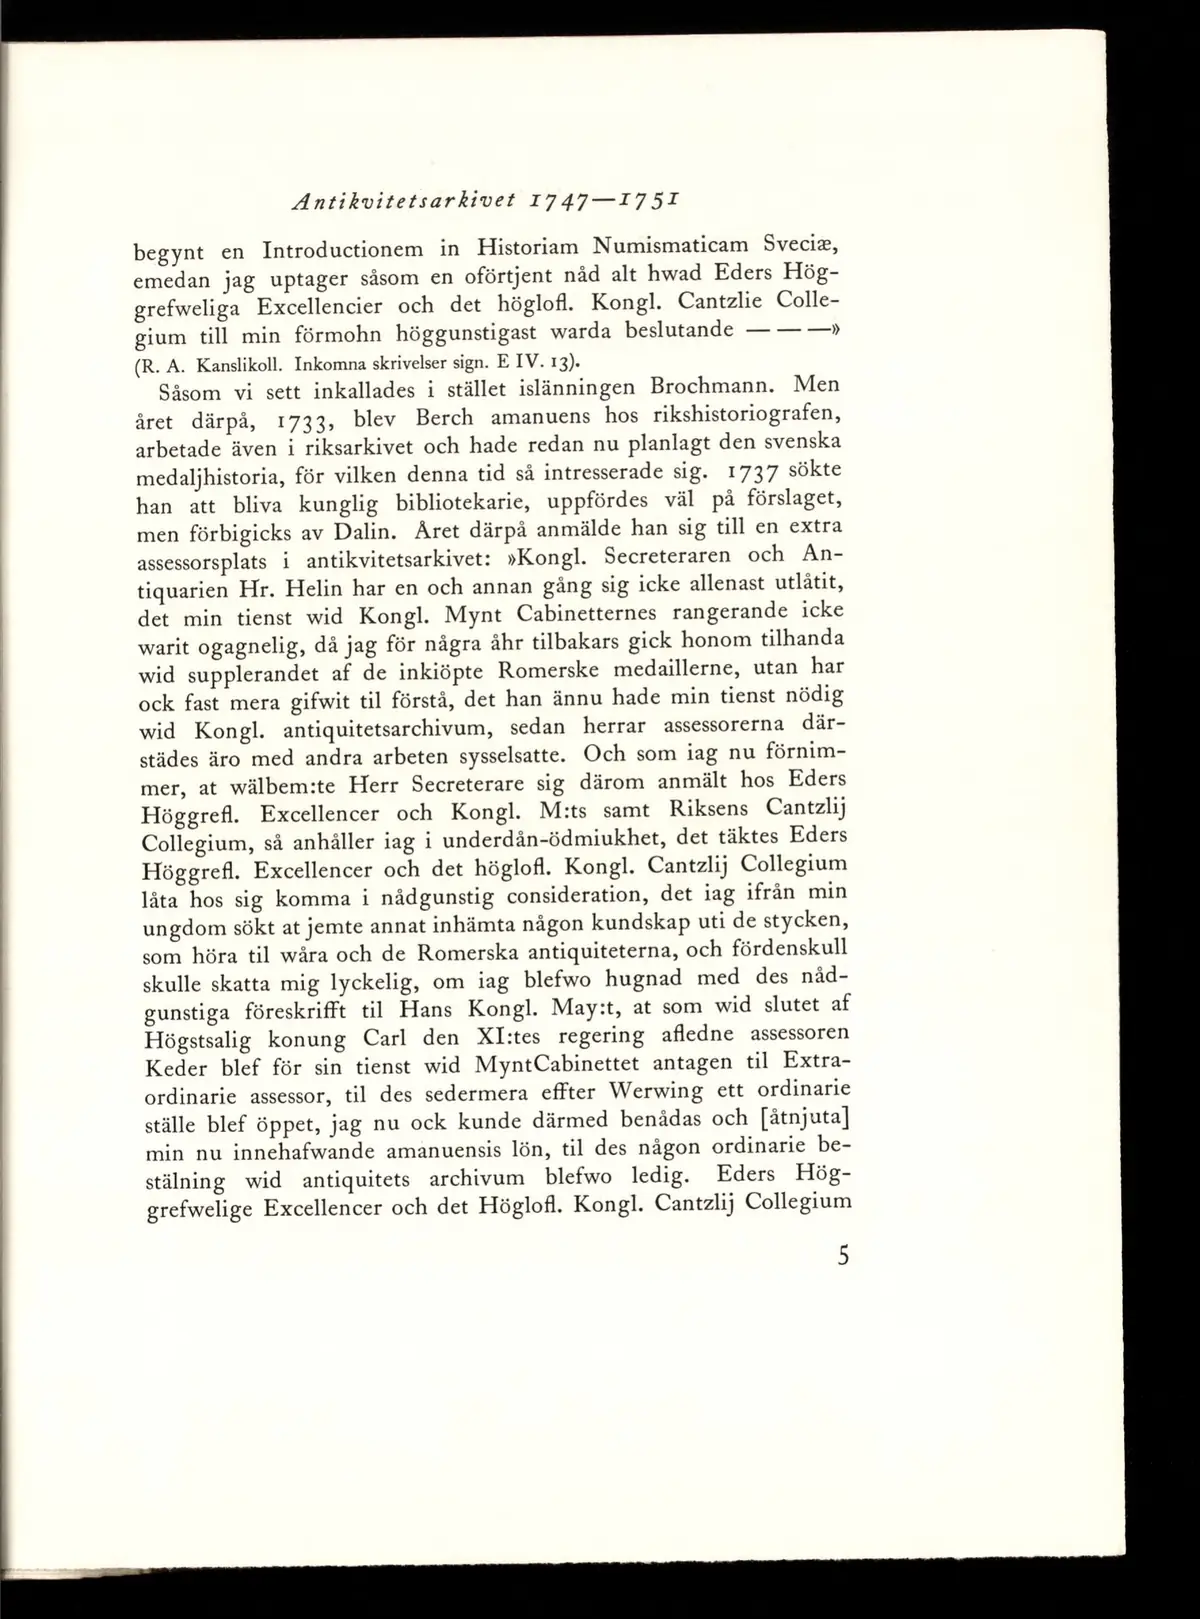 Antikvitetsarkivet 1747—1751
begynt en Introductionem in Historiam Numismaticam Sveciæ,
emedan jag uptager såsom en oförtjent nåd alt hwad Eders Hög-
grefweliga Excellencier och det höglofl. Kongl. Cantzlie Colle-
gium till min förmohn höggunstigast warda beslutande — — —»
(R. A. Kanslikoll. Inkomna skrivelser sign. E IV. 13).
Såsom vi sett inkallades i stället islänningen Brochmann. Men
året därpå, 1733, blev Berch amanuens hos rikshistoriografen,
arbetade även i riksarkivet och hade redan nu planlagt den svenska
medaljhistoria, för vilken denna tid så intresserade sig. 1737 sökte
han att bliva kunglig bibliotekarie, uppfördes väl på förslaget,
men förbigicks av Dalin. Året därpå anmälde han sig till en extra
assessorsplats i antikvitetsarkivet: »Kongl. Secreteraren och An-
tiquarien Hr. Helin har en och annan gång sig icke allenast utlåtit,
det min tienst wid Kongl. Mynt Cabinetternes rangerande icke
warit ogagnelig, då jag för några åhr tilbakars gick honom tilhanda
wid supplerandet af de inkiöpte Romerske medaillerne, utan har
ock fast mera gifwit til förstå, det han ännu hade min tienst nödig
wid Kongl. antiquitetsarchivum, sedan herrar assessorerna där-
städes äro med andra arbeten sysselsatte. Och som iag nu förnim-
mer, at wälbem:te Herr Secreterare sig därom anmält hos Eders
Höggrefl. Excellencer och Kongl. M:ts samt Riksens Cantzlij
Collegium, så anhåller iag i underdån-ödmiukhet, det täktes Eders
Höggrefl. Excellencer och det höglofl. Kongl. Cantzlij Collegium
låta hos sig komma i nådgunstig consideration, det iag ifrån min
ungdom sökt at jemte annat inhämta någon kundskap uti de stycken,
som höra til wåra och de Romerska antiquiteterna, och fördenskull
skulle skatta mig lyckelig, om iag blefwo hugnad med des nåd-
gunstiga föreskrifft til Hans Kongl. May:t, at som wid slutet af
Högstsalig konung Carl den XI:tes regering afledne assessoren
Keder blef för sin tienst wid MyntCabinettet antagen til Extra-
ordinarie assessor, til des sedermera effter Werwing ett ordinarie
ställe blef öppet, jag nu ock kunde därmed benådas och [åtnjuta]
min nu innehafwande amanuensis lön, til des någon ordinarie be-
stälning wid antiquitets archivum blefwo ledig. Eders Hög-
grefwelige Excellencer och det Höglofl. Kongl. Cantzlij Collegium
5